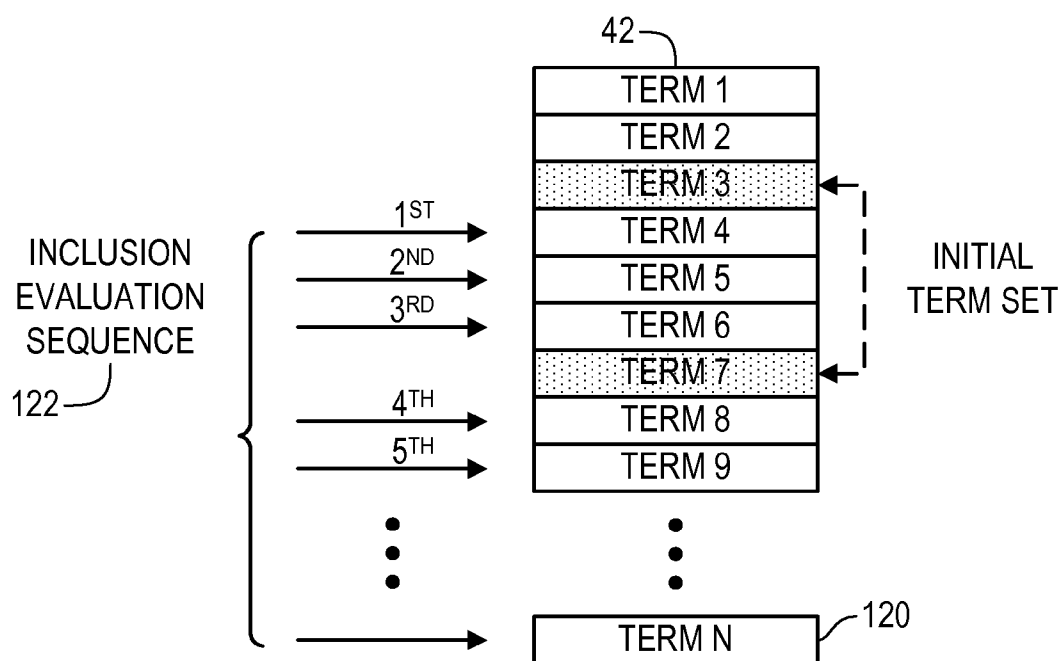 42
TERM 1
TERM 2
TERM 3
1ST
TERM 4
2ND
TERM 5
3RD
TERM 6
TERM 7
4TH
TERM 8
5TH
TERM 9
INCLUSION
EVALUATION
SEQUENCE
122
INITIAL
TERM SET
TERM N
120